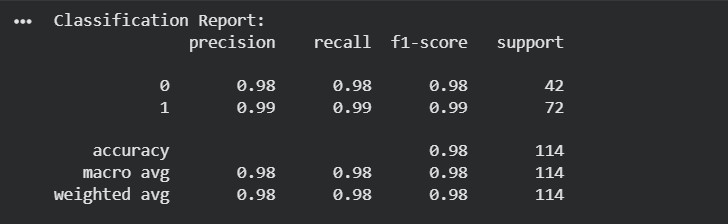 Classification Report:
precision recall f1-score support
0 0.98 0.98 0.98 42
1 0.99 0.99 0.99 72
accuracy 0.98 114
macro avg 0.98 0.98 0.98 114
weighted avg 0.98 0.98 0.98 114